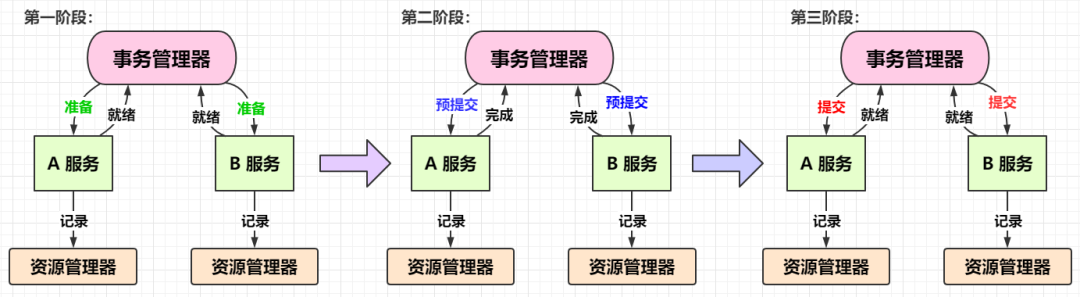 第一阶段：
事务管理器
准备
就绪
就绪
准备
A 服务
B 服务
记录
记录
资源管理器
资源管理器
第二阶段：
事务管理器
预提交
完成
完成
预提交
A 服务
B 服务
记录
记录
资源管理器
资源管理器
第三阶段：
事务管理器
提交
就绪
就绪
提交
A 服务
B 服务
记录
记录
资源管理器
资源管理器